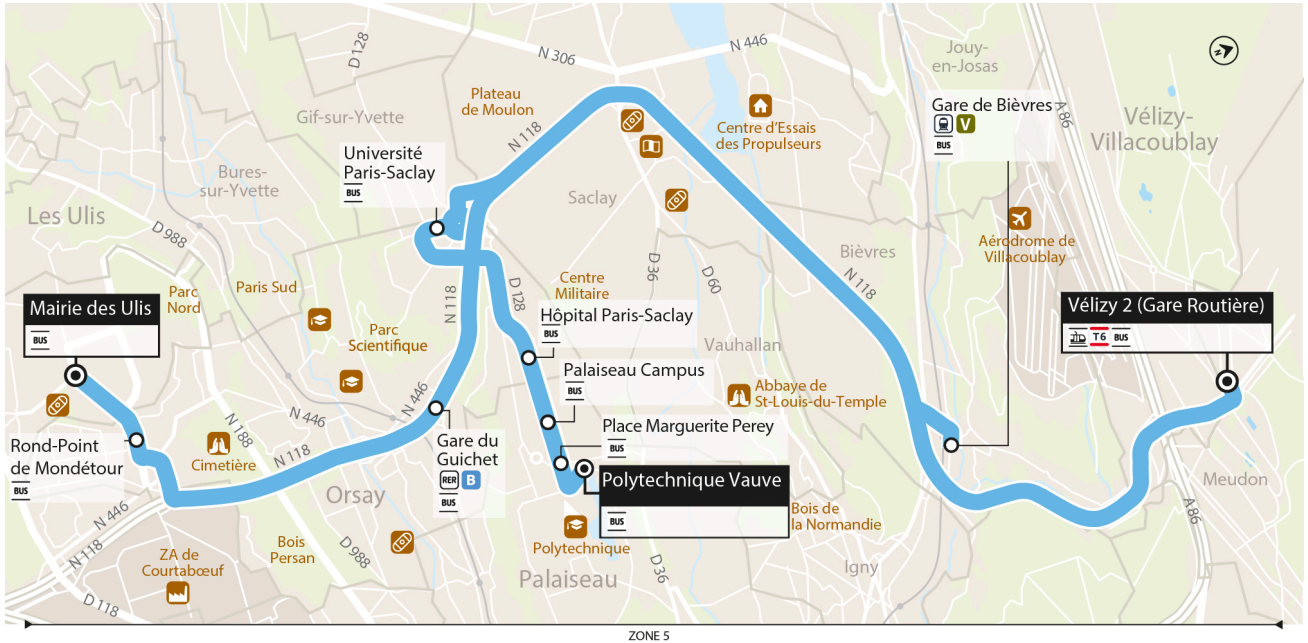 D 128
N 306
N 446
Jouy-
en-Josas
A 86
Vélizy-
Villacoublay
Plateau
de Moulon
Gif-sur-Yvette
N 118
Centre d'Essais
des Propulseurs
Gare de Bièvres
V
BUS
Université
Paris-Saclay
BUS
Bures-
sur-Yvette
Saclay
Les Ulis
D 988
Bièvres
Aérodrome de
Villacoublay
D 36
D 60
N 118
Parc
Nord
Paris Sud
N 118
D 128
Centre
Militaire
Mairie des Ulis
BUS
Parc
Scientifique
Hôpital Paris-Saclay
BUS
Vauhallan
Vélizy 2 (Gare Routière)
T6
BUS
Palaiseau Campus
BUS
Abbaye de
St-Louis-du-Temple
N 446
N 446
N 188
Rond-Point
de Mondétour
BUS
Cimetière
N 118
Gare du
Guichet
RER
B
BUS
Place Marguerite Perey
BUS
Polytechnique Vauve
BUS
Orsay
Meudon
N 446
N 118
Bois de
la Normandie
A 86
ZA de
Courtabœuf
Bois
Persan
D 988
Polytechnique
Palaiseau
D 36
Igny
D 118
ZONE 5